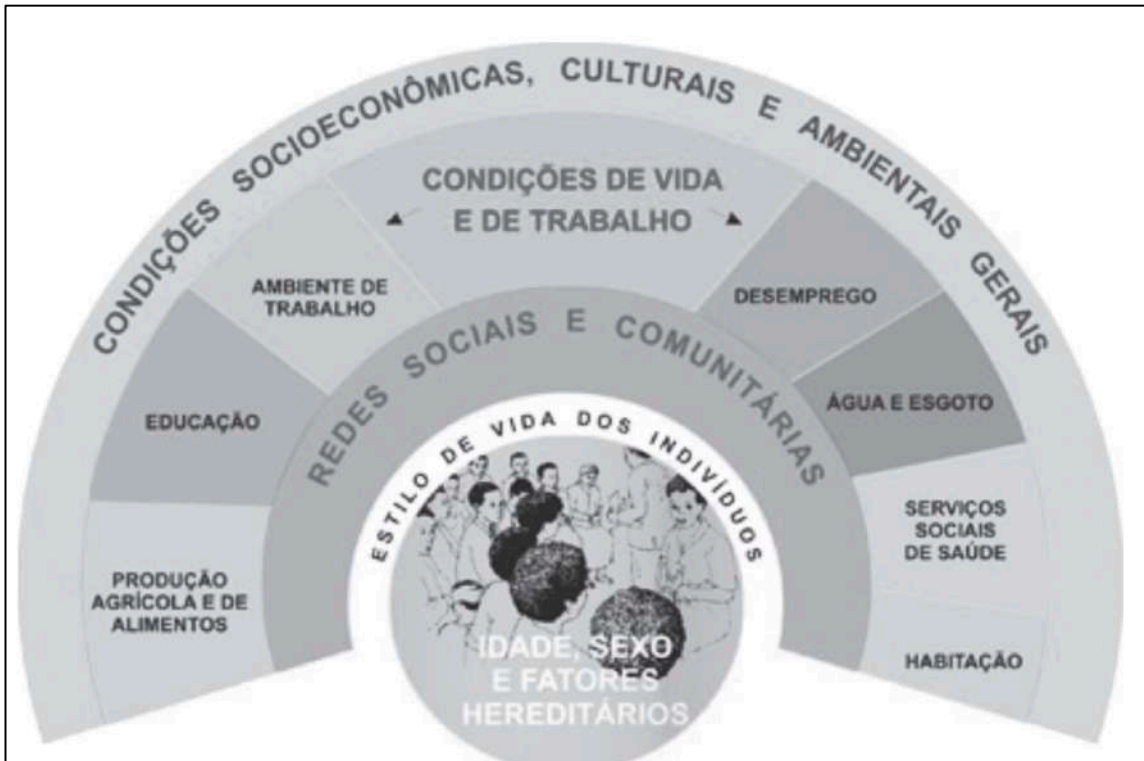 CONDIÇÕES SOCIOECONÔMICAS, CULTURAIS E AMBIENTAIS GERAIS
CONDIÇÕES DE VIDA
E DE TRABALHO
AMBIENTE DE
TRABALHO
DESEMPREGO
EDUCAÇÃO
ÁGUA E ESGOTO
PRODUÇÃO
AGRÍCOLA E DE
ALIMENTOS
SERVIÇOS
SOCIAIS
DE SAÚDE
HABITAÇÃO
REDES SOCIAIS E COMUNITÁRIAS
ESTILO DE VIDA DOS INDIVÍDUOS
IDADE, SEXO
E FATORES
HEREDITÁRIOS